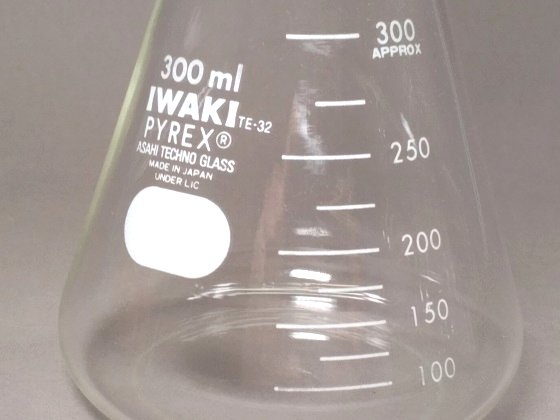 300 ml
IWAKI TE-32
PYREX®
ASAHI TECHNO GLASS
MADE IN JAPAN
UNDER LIC
300
APPROX
250
200
150
100